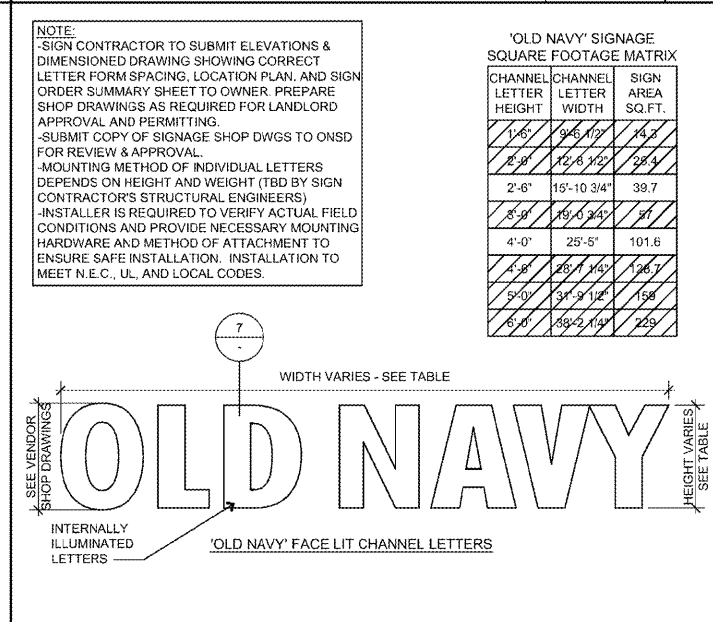 NOTE:
-SIGN CONTRACTOR TO SUBMIT ELEVATIONS &
DIMENSIONED DRAWING SHOWING CORRECT
LETTER FORM SPACING, LOCATION PLAN, AND SIGN
ORDER SUMMARY SHEET TO OWNER. PREPARE
SHOP DRAWINGS AS REQUIRED FOR LANDLORD
APPROVAL AND PERMITTING.
-SUBMIT COPY OF SIGNAGE SHOP DWGS TO ONSD
FOR REVIEW & APPROVAL.
-MOUNTING METHOD OF INDIVIDUAL LETTERS
DEPENDS ON HEIGHT AND WEIGHT (TBD BY SIGN
CONTRACTOR'S STRUCTURAL ENGINEERS)
-INSTALLER IS REQUIRED TO VERIFY ACTUAL FIELD
CONDITIONS AND PROVIDE NECESSARY MOUNTING
HARDWARE AND METHOD OF ATTACHMENT TO
ENSURE SAFE INSTALLATION. INSTALLATION TO
MEET N.E.C., UL, AND LOCAL CODES.
'OLD NAVY' SIGNAGE
SQUARE FOOTAGE MATRIX
CHANNEL LETTER HEIGHT CHANNEL LETTER WIDTH SIGN AREA SQ.FT.
1'-6" 9'-6 1/2" 14.3
2'-0" 12'-8 1/2"
2'-6" 15'-10 3/4" 39.7
3'-0" 19'-0 3/4" 57
4'-0" 25'-5" 101.6
4'-6" 28'-7 1/4" 128.7
5'-0" 31'-9 1/2" 159
6'-0" 38'-2 1/4" 229
7
-
WIDTH VARIES - SEE TABLE
SEE VENDOR
SHOP DRAWINGS
OLD NAVY
HEIGHT VARIES
SEE TABLE
INTERNALLY
ILLUMINATED
LETTERS
'OLD NAVY' FACE LIT CHANNEL LETTERS